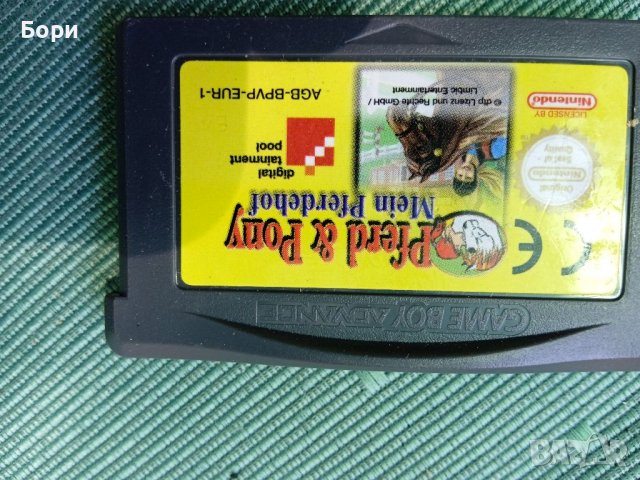 Бори
GAME BOY ADVANCE
Pferd & Pony
Mein Pferdehof
digital
tainment
pool
AGB-BPVP-EUR-1
© dtp Lizenz und Rechte GmbH /
Limbic Entertainment
LICENSED BY
Nintendo
Original
Nintendo
Seal of
Quality
CE
BAZAR